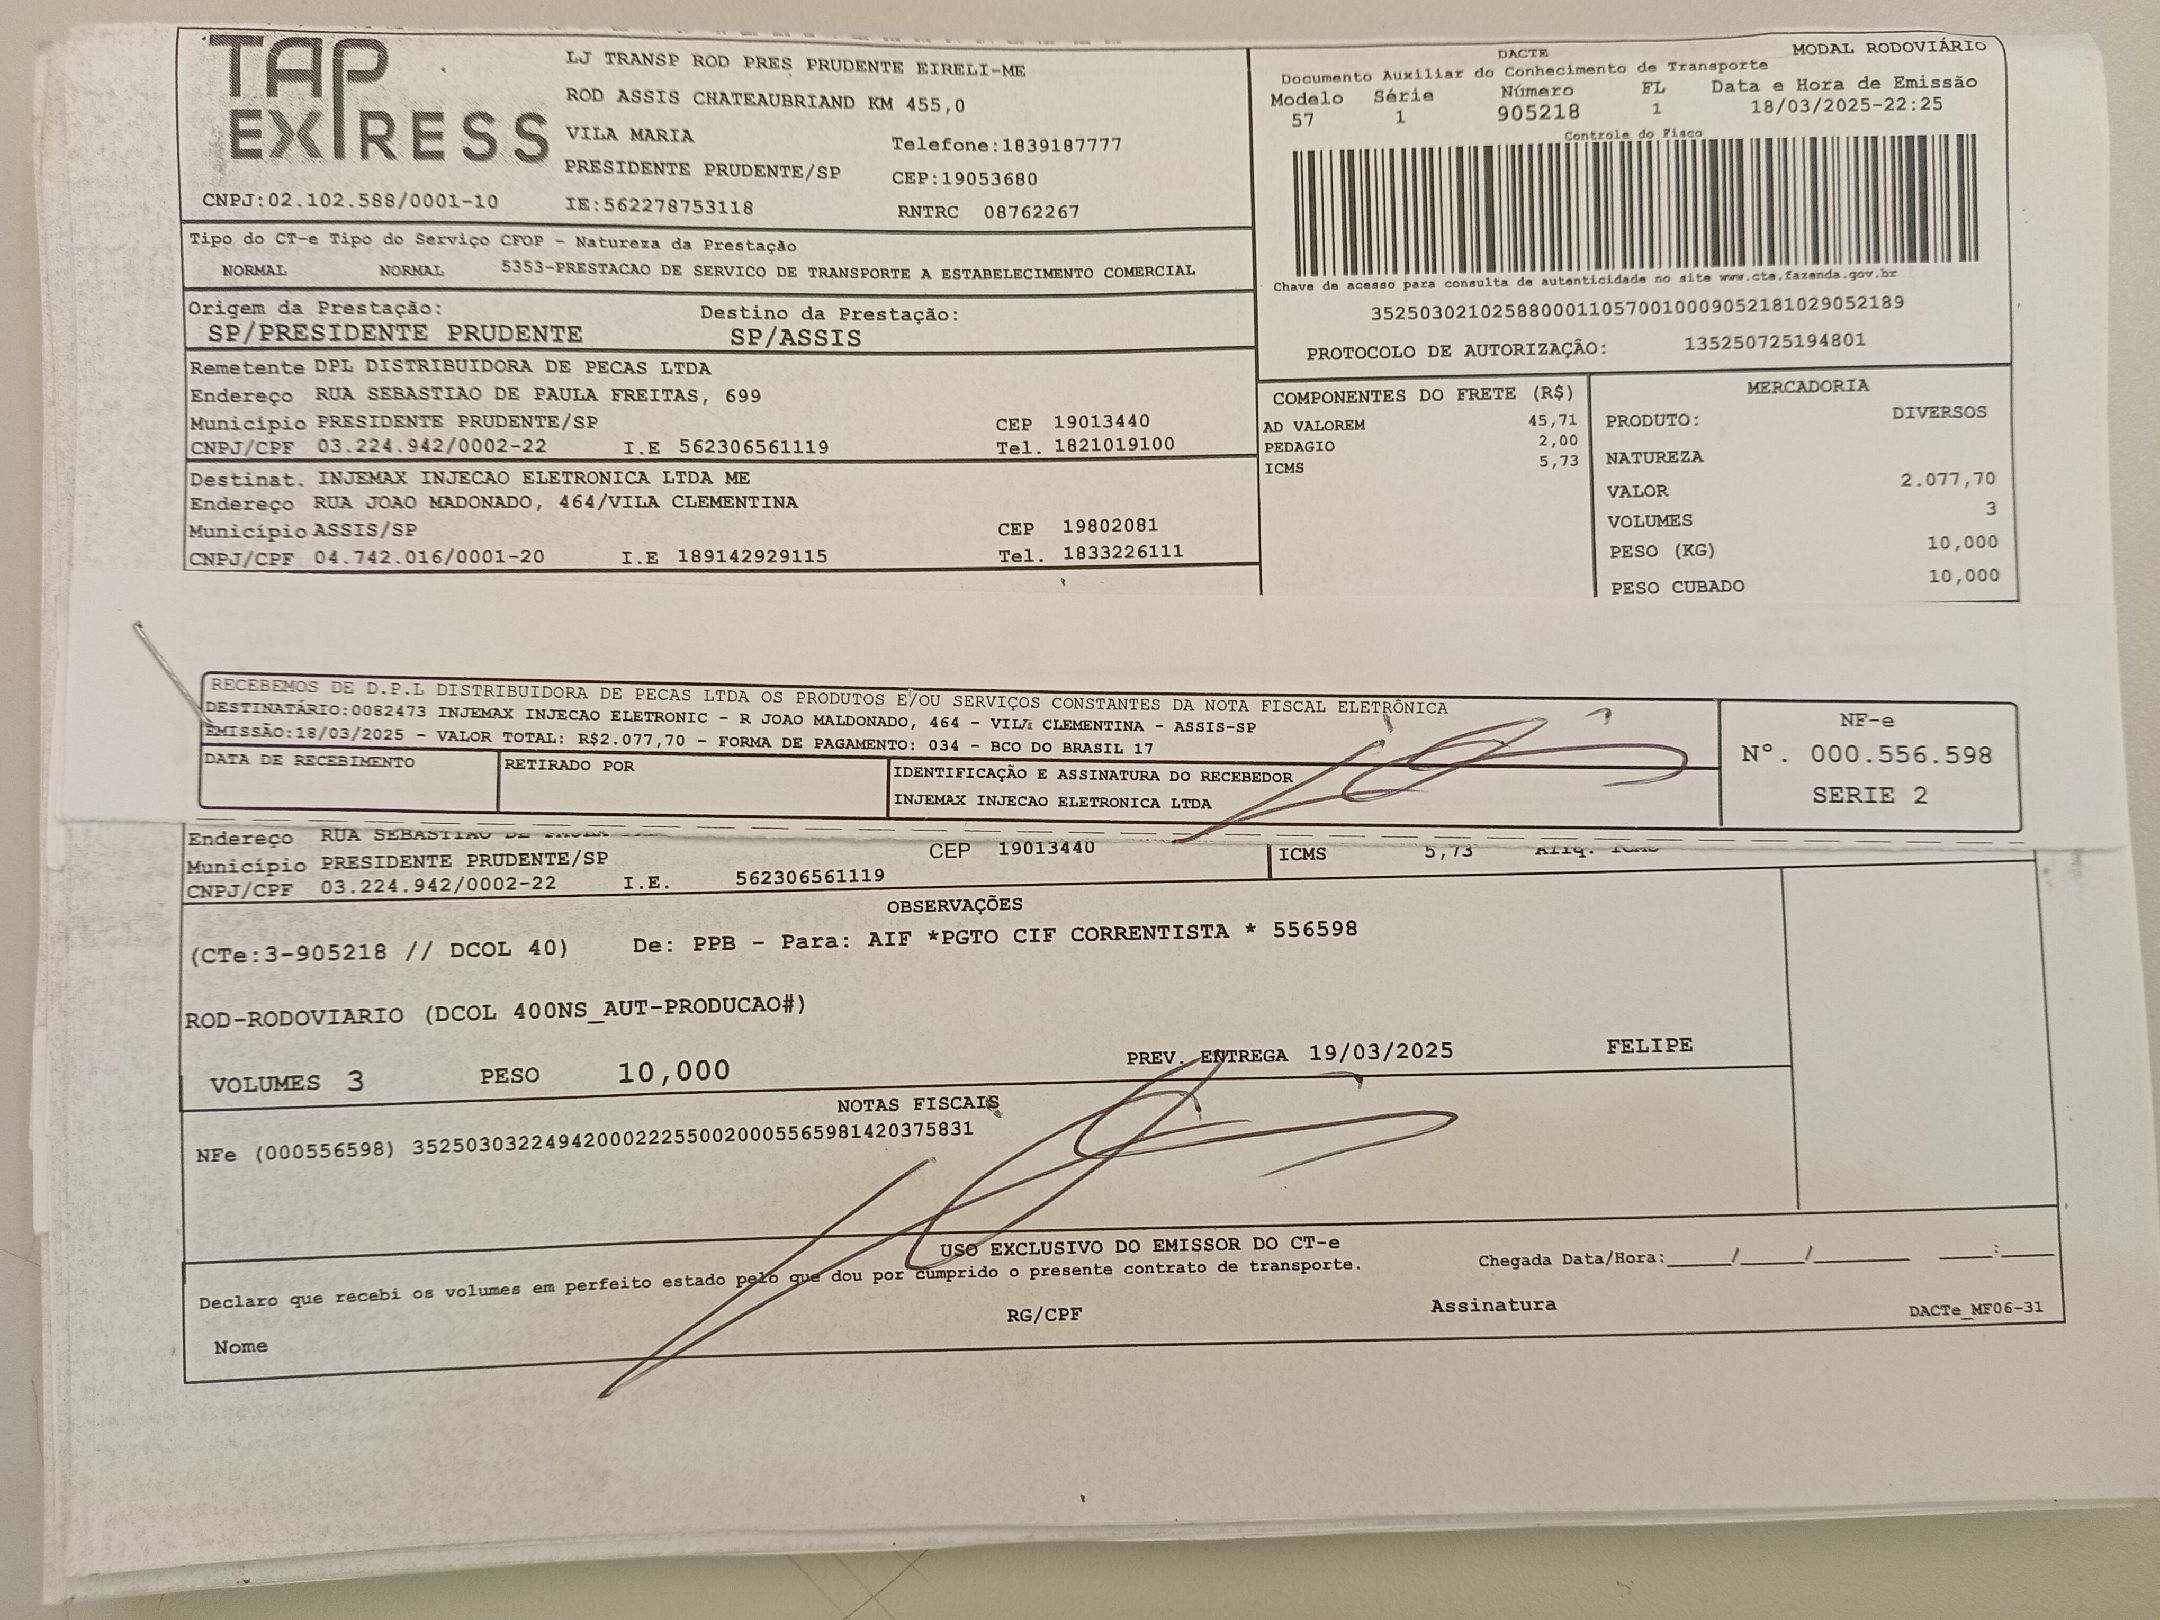 TAP EXPRESS
LJ TRANSP ROD PRES PRUDENTE EIRELI-ME
ROD ASSIS CHATEAUBRIAND KM 455,0
VILA MARIA
Telefone:1839187777
PRESIDENTE PRUDENTE/SP
CEP:19053680
CNPJ:02.102.588/0001-10
IE:562278753118
RNTRC 08762267
DACTE
MODAL RODOVIÁRIO
Documento Auxiliar do Conhecimento de Transporte
Modelo Série Número FL Data e Hora de Emissão
57 1 905218 1 18/03/2025-22:25
Controle do Fisco
Chave de acesso para consulta de autenticidade no site www.cte.fazenda.gov.br
35250302102588000110570010009052181029052189
PROTOCOLO DE AUTORIZAÇÃO: 135250725194801
Tipo do CT-e Tipo do Serviço CFOP - Natureza da Prestação
NORMAL NORMAL 5353-PRESTACAO DE SERVICO DE TRANSPORTE A ESTABELECIMENTO COMERCIAL
Origem da Prestação: Destino da Prestação:
SP/PRESIDENTE PRUDENTE SP/ASSIS
Remetente DPL DISTRIBUIDORA DE PECAS LTDA
Endereço RUA SEBASTIAO DE PAULA FREITAS, 699
Município PRESIDENTE PRUDENTE/SP CEP 19013440
CNPJ/CPF 03.224.942/0002-22 I.E 562306561119 Tel. 1821019100
Destinat. INJEMAX INJECAO ELETRONICA LTDA ME
Endereço RUA JOAO MADONADO, 464/VILA CLEMENTINA
Município ASSIS/SP CEP 19802081
CNPJ/CPF 04.742.016/0001-20 I.E 189142929115 Tel. 1833226111
COMPONENTES DO FRETE (R$)
AD VALOREM 45,71
PEDAGIO 2,00
ICMS 5,73
MERCADORIA
PRODUTO: DIVERSOS
NATUREZA
VALOR 2.077,70
VOLUMES 3
PESO (KG) 10,000
PESO CUBADO 10,000
RECEBEMOS DE D.P.L DISTRIBUIDORA DE PECAS LTDA OS PRODUTOS E/OU SERVIÇOS CONSTANTES DA NOTA FISCAL ELETRÔNICA
DESTINATÁRIO:0082473 INJEMAX INJECAO ELETRONIC - R JOAO MALDONADO, 464 - VILA CLEMENTINA - ASSIS-SP
EMISSÃO:18/03/2025 - VALOR TOTAL: R$2.077,70 - FORMA DE PAGAMENTO: 034 - BCO DO BRASIL 17
DATA DE RECEBIMENTO RETIRADO POR IDENTIFICAÇÃO E ASSINATURA DO RECEBEDOR
INJEMAX INJECAO ELETRONICA LTDA
NF-e
Nº. 000.556.598
SERIE 2
Endereço RUA SEBASTIAO DE PAULA
Município PRESIDENTE PRUDENTE/SP CEP 19013440
CNPJ/CPF 03.224.942/0002-22 I.E. 562306561119
ICMS 5,73 Aliq. ICMS
OBSERVAÇÕES
(CTe:3-905218 // DCOL 40) De: PPB - Para: AIF *PGTO CIF CORRENTISTA * 556598
ROD-RODOVIARIO (DCOL 400NS_AUT-PRODUCAO#)
VOLUMES 3 PESO 10,000 PREV. ENTREGA 19/03/2025 FELIPE
NOTAS FISCAIS
NFe (000556598) 35250303224942000222550020005565981420375831
USO EXCLUSIVO DO EMISSOR DO CT-e
Declaro que recebi os volumes em perfeito estado pelo que dou por cumprido o presente contrato de transporte.
Chegada Data/Hora:____/____/______ ____:____
Nome RG/CPF Assinatura DACTe_MF06-31